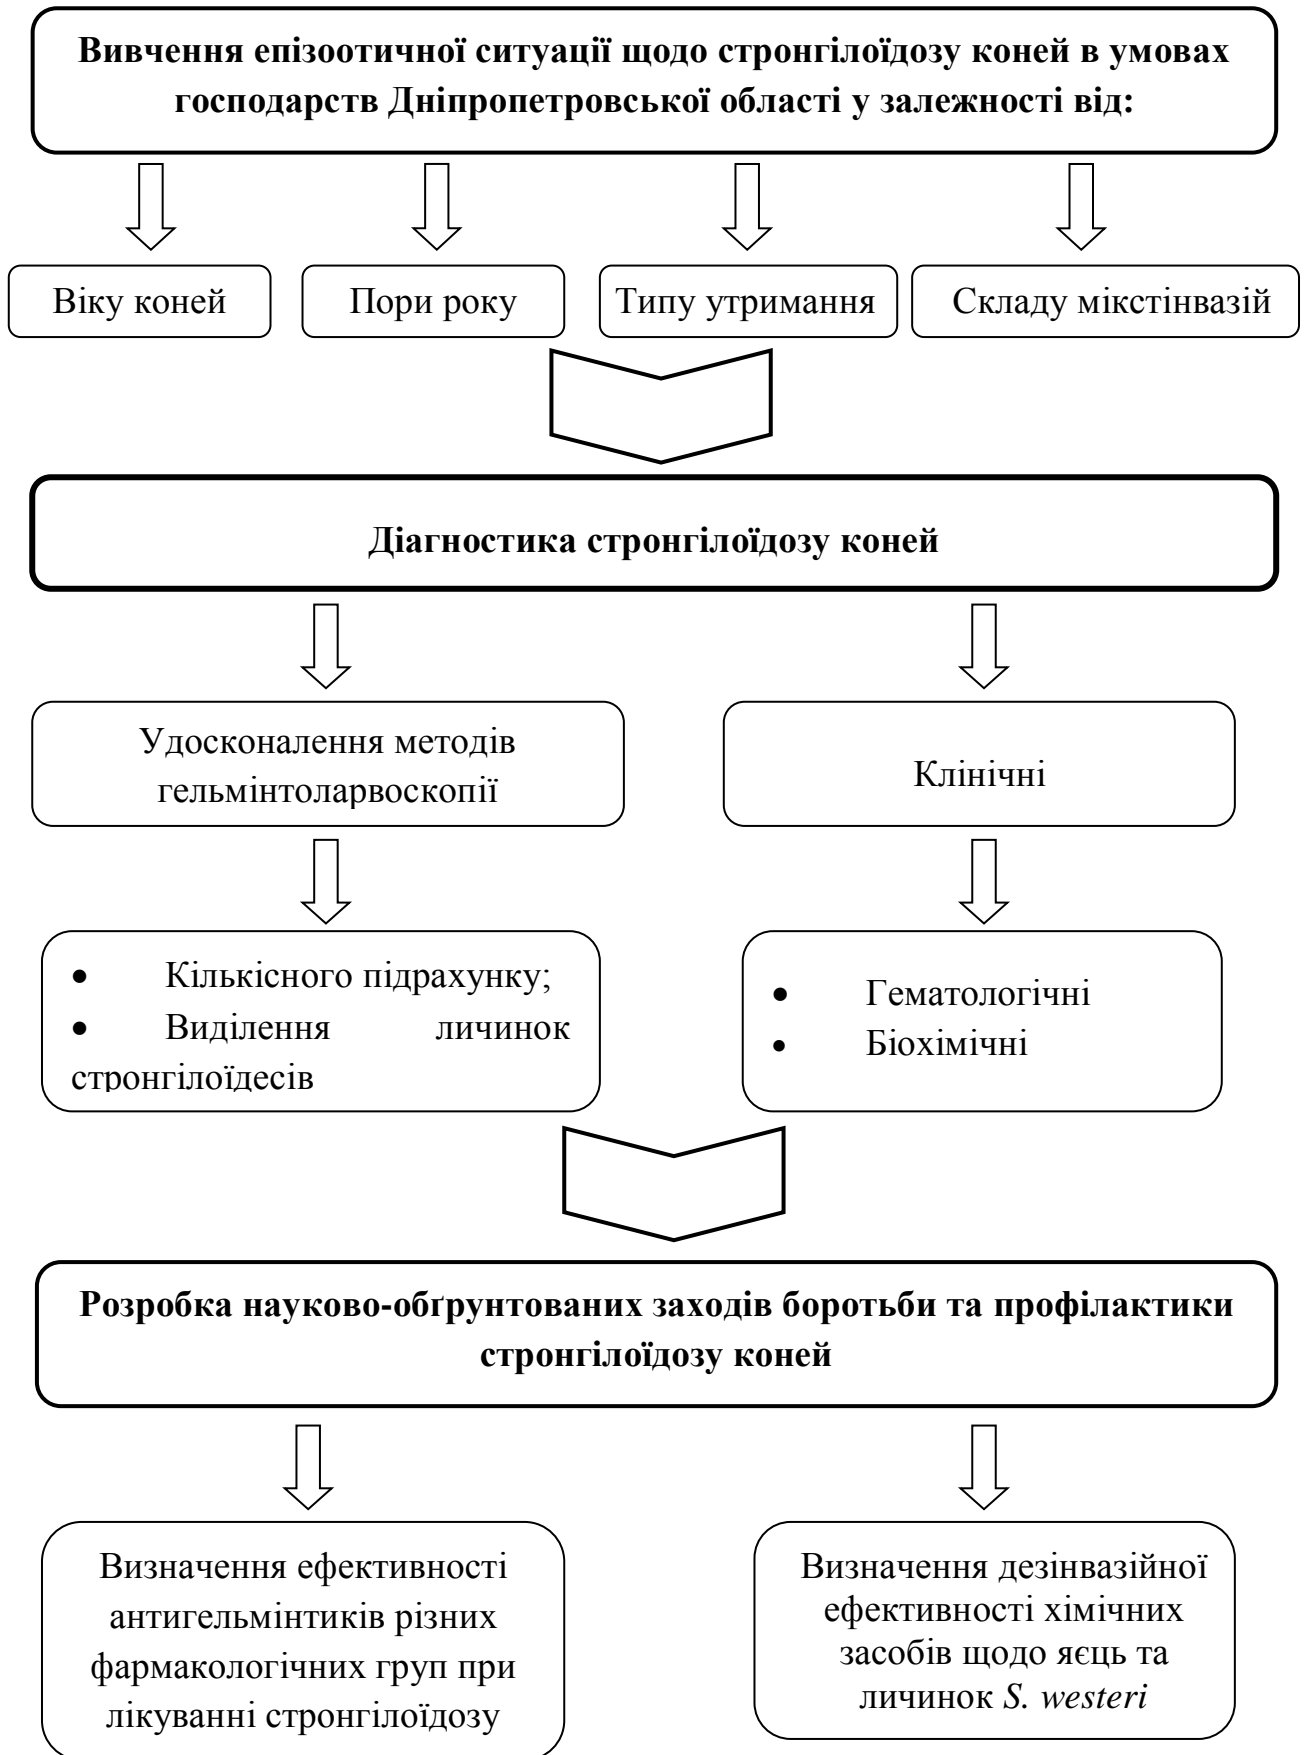 Вивчення епізоотичної ситуації щодо стронгілоїдозу коней в умовах
господарств Дніпропетровської області у залежності від:
Віку коней
Пори року
Типу утримання
Складу мікстінвазій
Діагностика стронгілоїдозу коней
Удосконалення методів
гельмінтоларвоскопії
Клінічні
• Кількісного підрахунку;
• Виділення личинок
стронгілоїдесів
• Гематологічні
• Біохімічні
Розробка науково-обґрунтованих заходів боротьби та профілактики
стронгілоїдозу коней
Визначення ефективності
антигельмінтиків різних
фармакологічних груп при
лікуванні стронгілоїдозу
Визначення дезінвазійної
ефективності хімічних
засобів щодо яєць та
личинок S. westeri